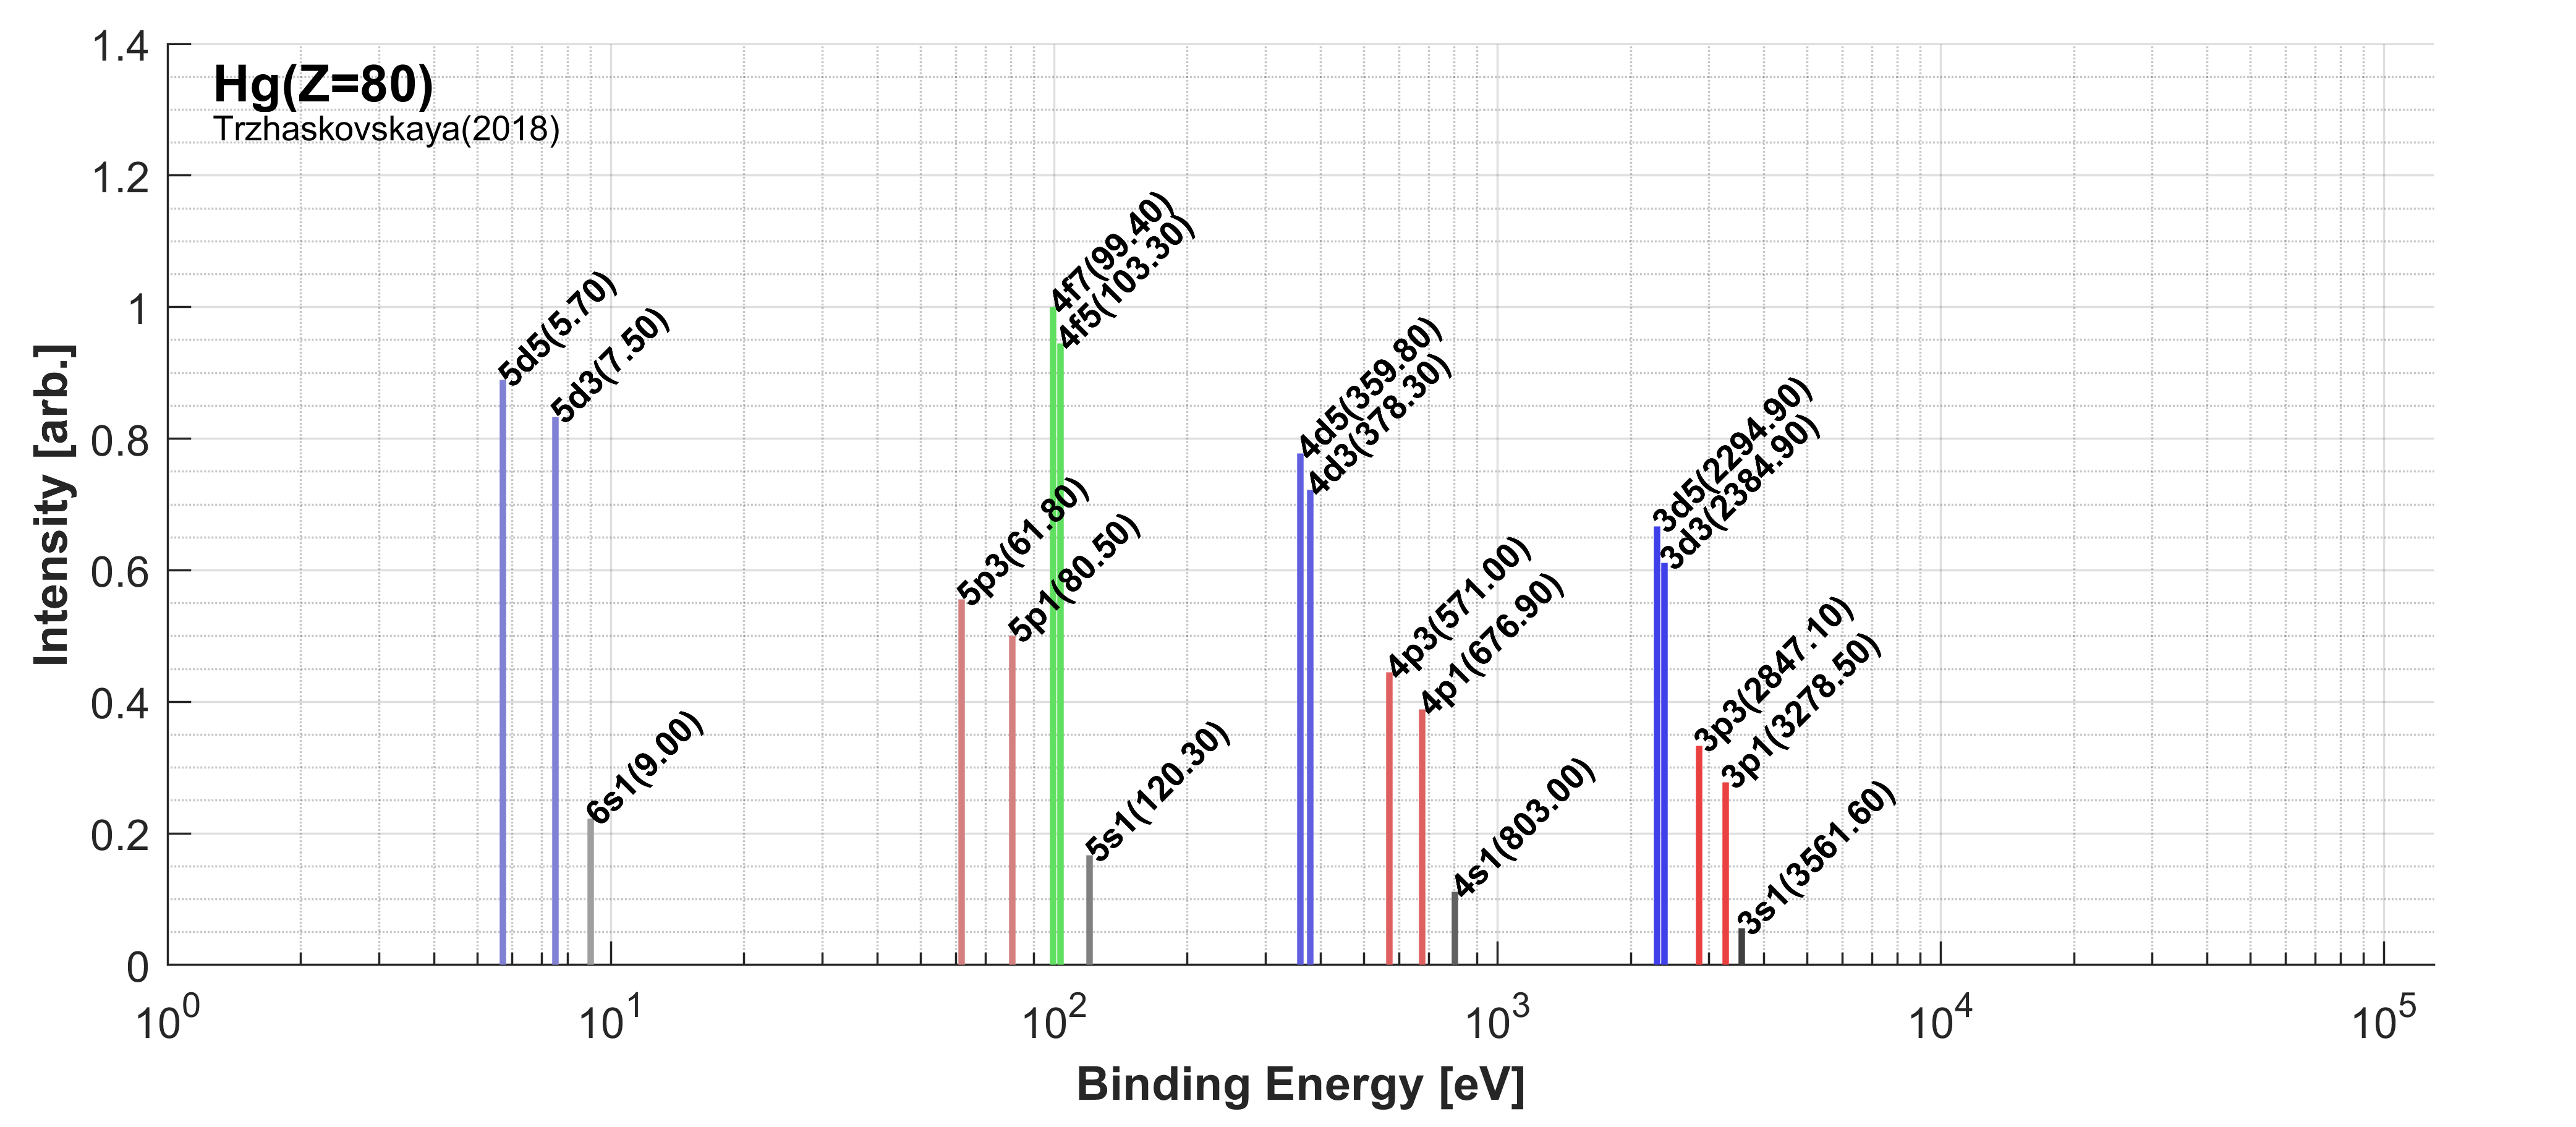 Hg(Z=80)
Trzhaskovskaya(2018)
Intensity [arb.]
1.4
1.2
1
0.8
0.6
0.4
0.2
0
5d5(5.70)
5d3(7.50)
6s1(9.00)
5p3(61.80)
5p1(80.50)
4f7(99.40)
4f5(103.30)
5s1(120.30)
4d5(359.80)
4d3(378.30)
4p3(571.00)
4p1(676.90)
4s1(803.00)
3d5(2294.90)
3d3(2384.90)
3p3(2847.10)
3p1(3278.50)
3s1(3561.60)
10^0 10^1 10^2 10^3 10^4 10^5
Binding Energy [eV]